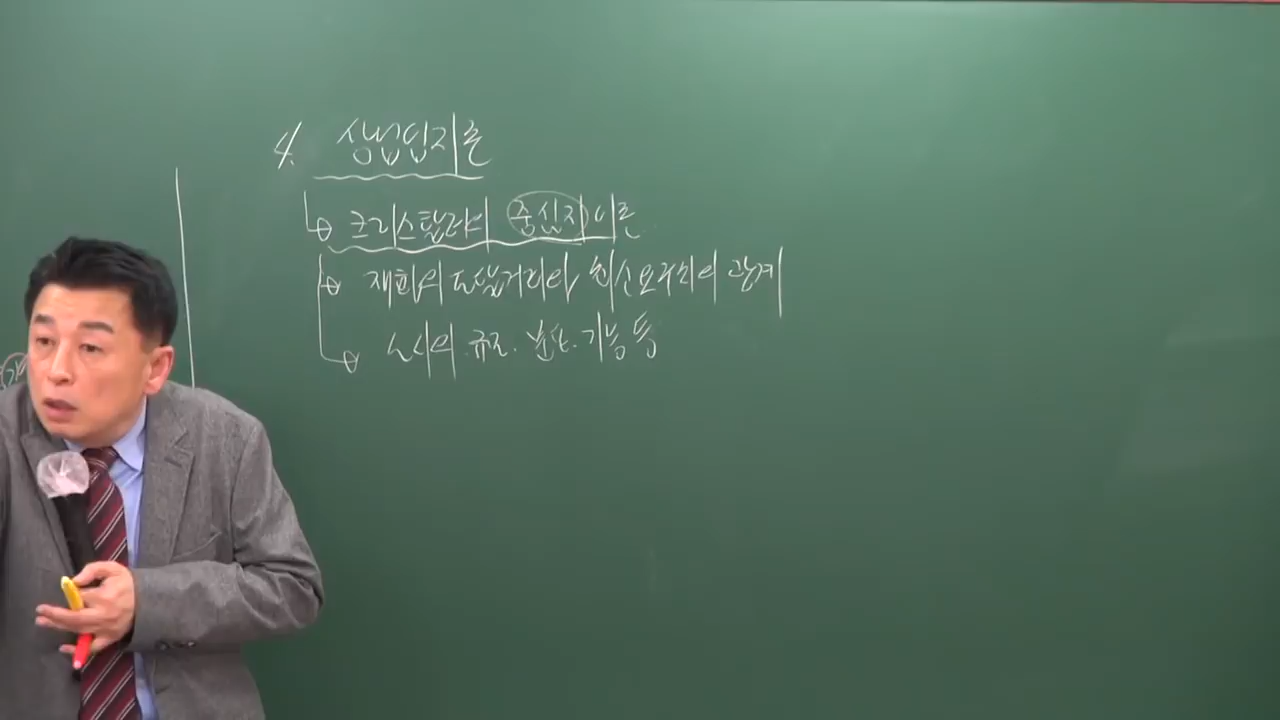 4. 상업입지론
크리스탈러의 중심지이론
재화의 도달거리와 최소요구치의 관계
도시의 규모. 분포. 기능 등